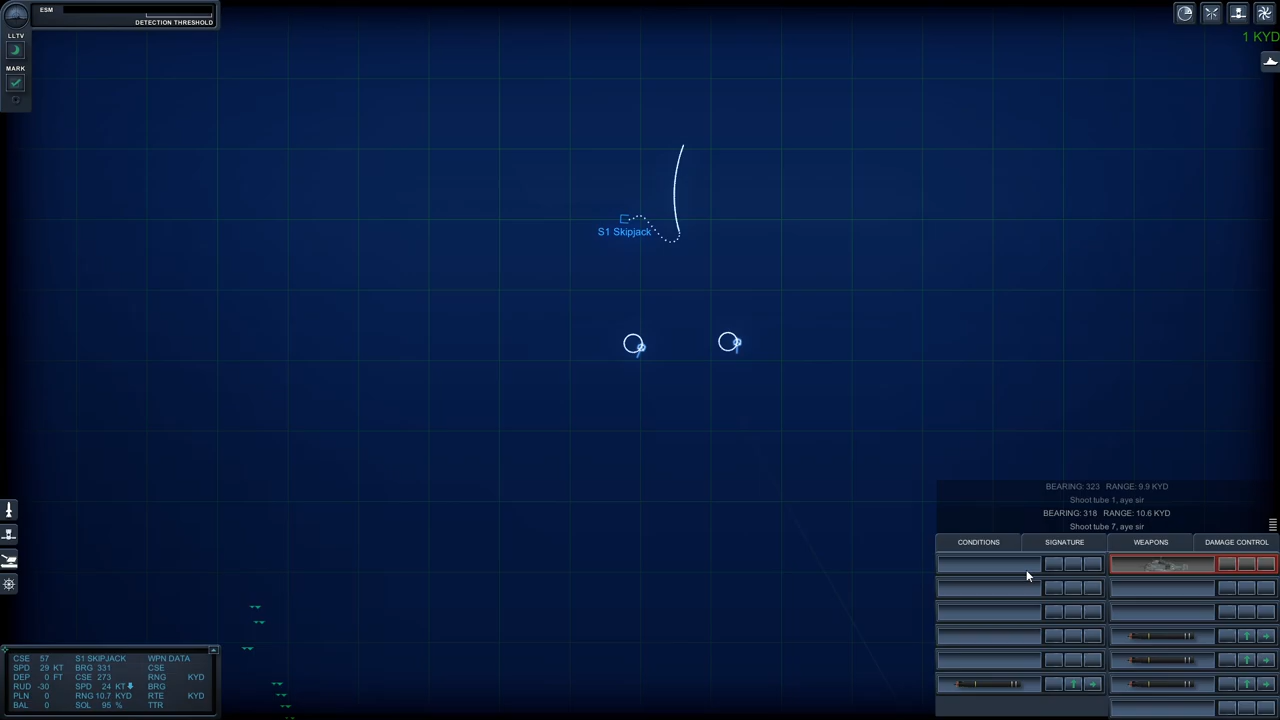 ESM
DETECTION THRESHOLD
LLTV
MARK
1 KYD
S1 Skipjack
BEARING: 323 RANGE: 9.9 KYD
Shoot tube 1, aye sir
BEARING: 318 RANGE: 10.6 KYD
Shoot tube 7, aye sir
CONDITIONS SIGNATURE WEAPONS DAMAGE CONTROL
CSE 57 S1 SKIPJACK WPN DATA
SPD 29 KT BRG 331 CSE
DEP 0 FT CSE 273 RNG KYD
RUD -30 SPD 24 KT BRG
PLN 0 RNG 10.7 KYD RTE KYD
BAL 0 SOL 95 % TTR